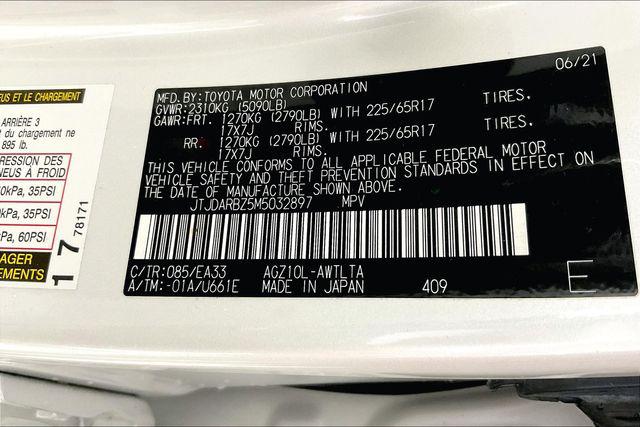 FUS ET LE CHARGEMENT
ARRIÈRE 3
du chargement ne
895 lb.
RESSION DES
NEUS À FROID
0kPa, 35PSI
0kPa, 35PSI
kPa, 60PSI
AGER
EMENTS
1 7 78171
06/21
MFD.BY:TOYOTA MOTOR CORPORATION
GVWR:2310KG (5090LB)
GAWR:FRT. 1270KG (2790LB) WITH 225/65R17 TIRES.
17X7J RIMS.
RR. 1270KG (2790LB) WITH 225/65R17 TIRES.
17X7J RIMS.
THIS VEHICLE CONFORMS TO ALL APPLICABLE FEDERAL MOTOR
VEHICLE SAFETY AND THEFT PREVENTION STANDARDS IN EFFECT ON
THE DATE OF MANUFACTURE SHOWN ABOVE.
JTJDARBZ5M5032897 MPV
C/TR:085/EA33 AGZ10L-AWTLTA
A/TM:-01A/U661E MADE IN JAPAN 409
E